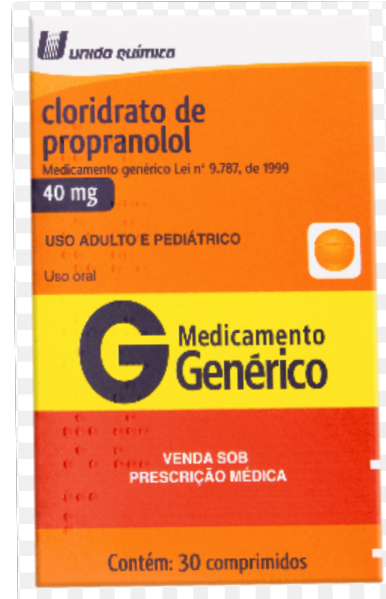 UNIÃO QUÍMICA
cloridrato de
propranolol
Medicamento genérico Lei n° 9.787, de 1999
40 mg
USO ADULTO E PEDIÁTRICO
Uso oral
G Medicamento
Genérico
VENDA SOB
PRESCRIÇÃO MÉDICA
Contém: 30 comprimidos